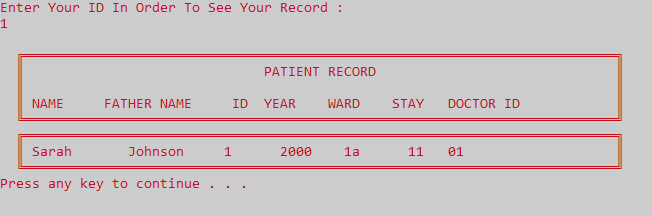 Enter Your ID In Order To See Your Record :
1
PATIENT RECORD
NAME FATHER NAME ID YEAR WARD STAY DOCTOR ID
Sarah Johnson 1 2000 1a 11 01
Press any key to continue . . .